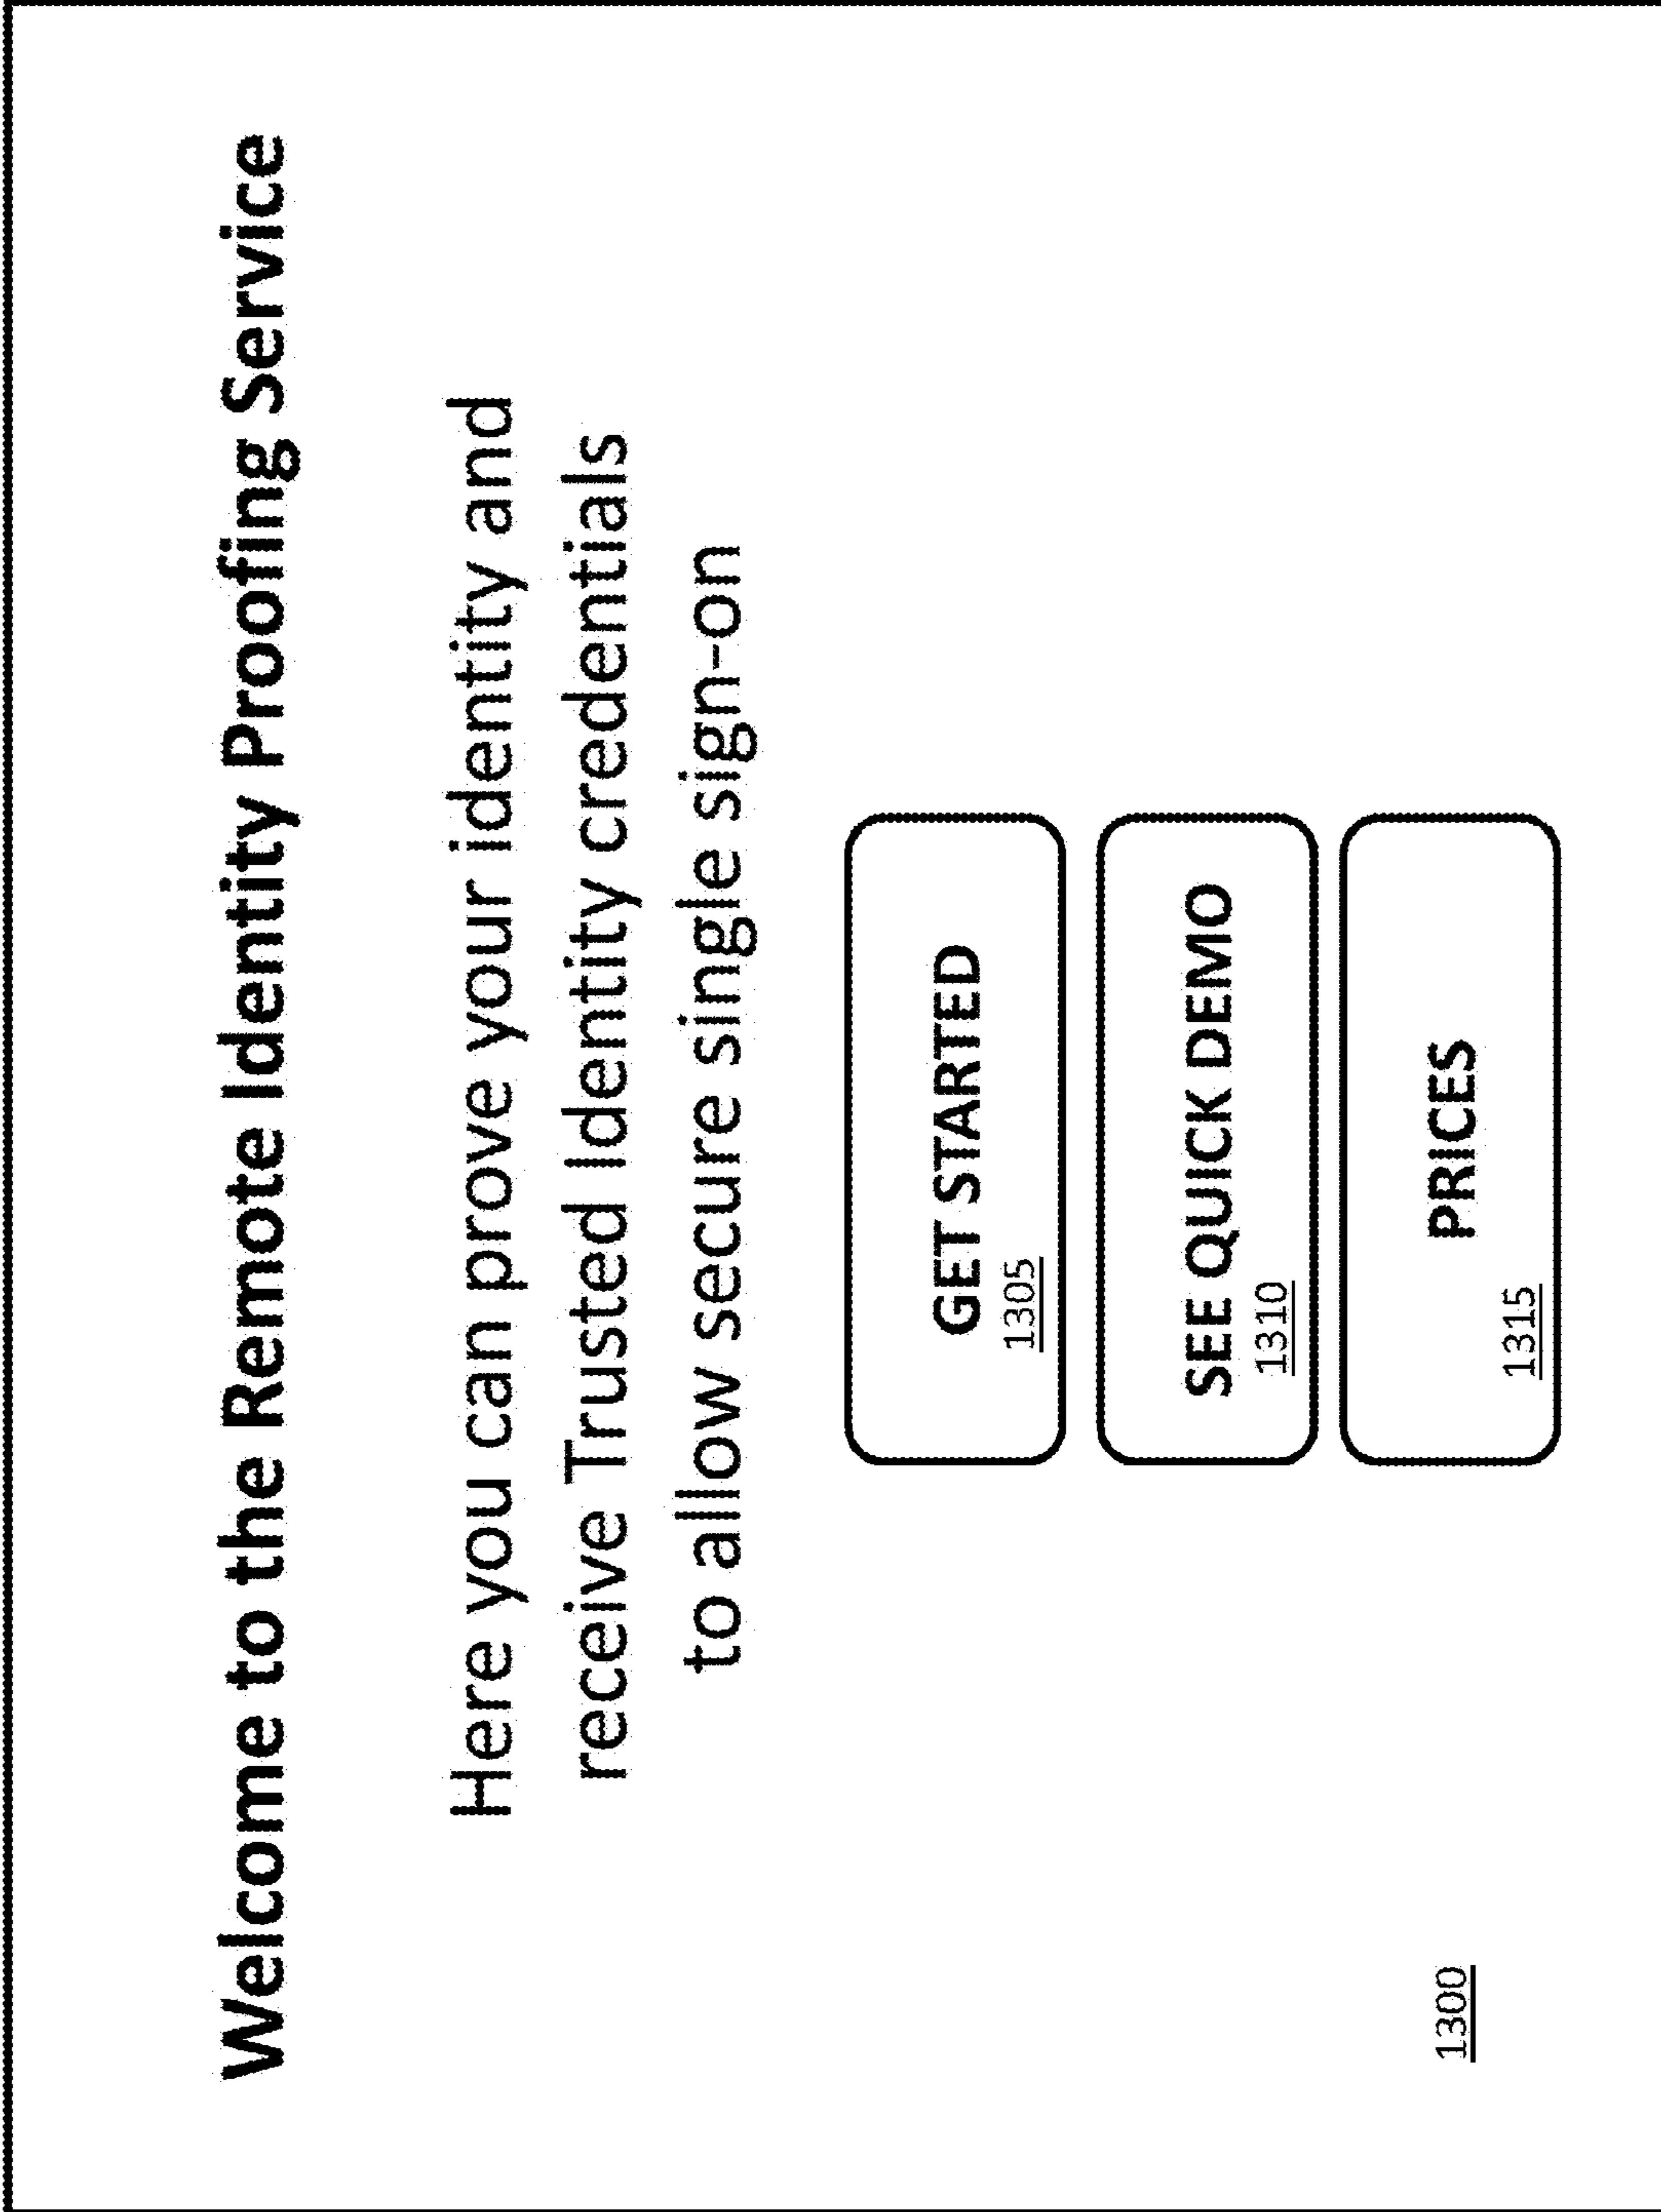 Welcome to the Remote Identity Proofing Service
Here you can prove your identity and
receive Trusted Identity credentials
to allow secure single sign-on
GET STARTED
1305
SEE QUICK DEMO
1310
PRICES
1315
1300